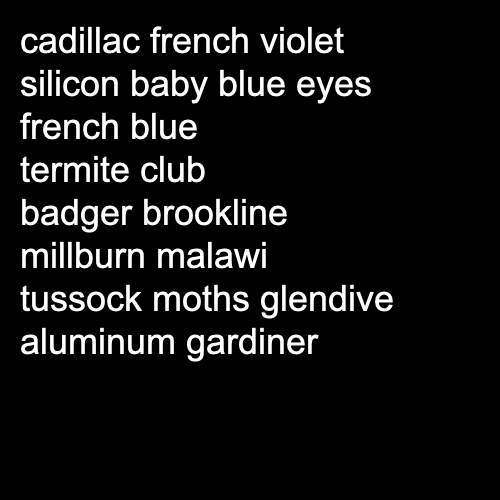 cadillac french violet
silicon baby blue eyes
french blue
termite club
badger brookline
millburn malawi
tussock moths glendive
aluminum gardiner